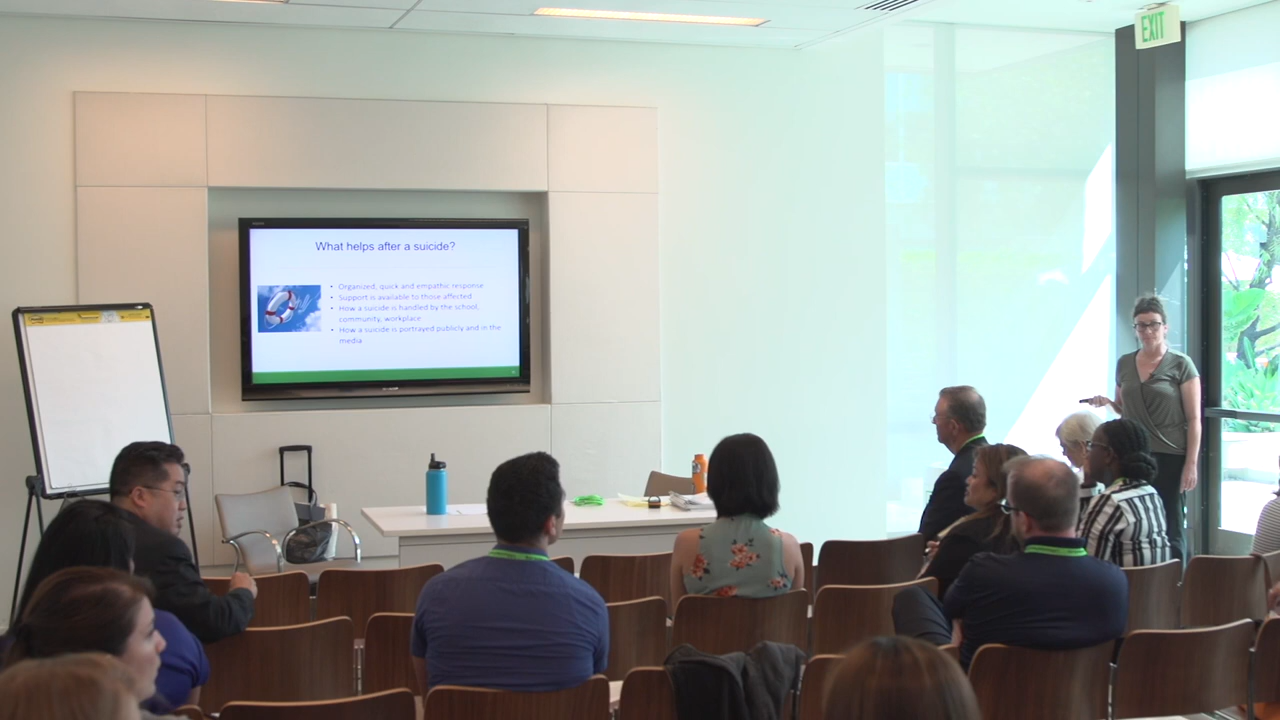 EXIT
What helps after a suicide?
• Organized, quick and empathic response
• Support is available to those affected
• How a suicide is handled by the school,
community, workplace
• How a suicide is portrayed publicly and in the
media